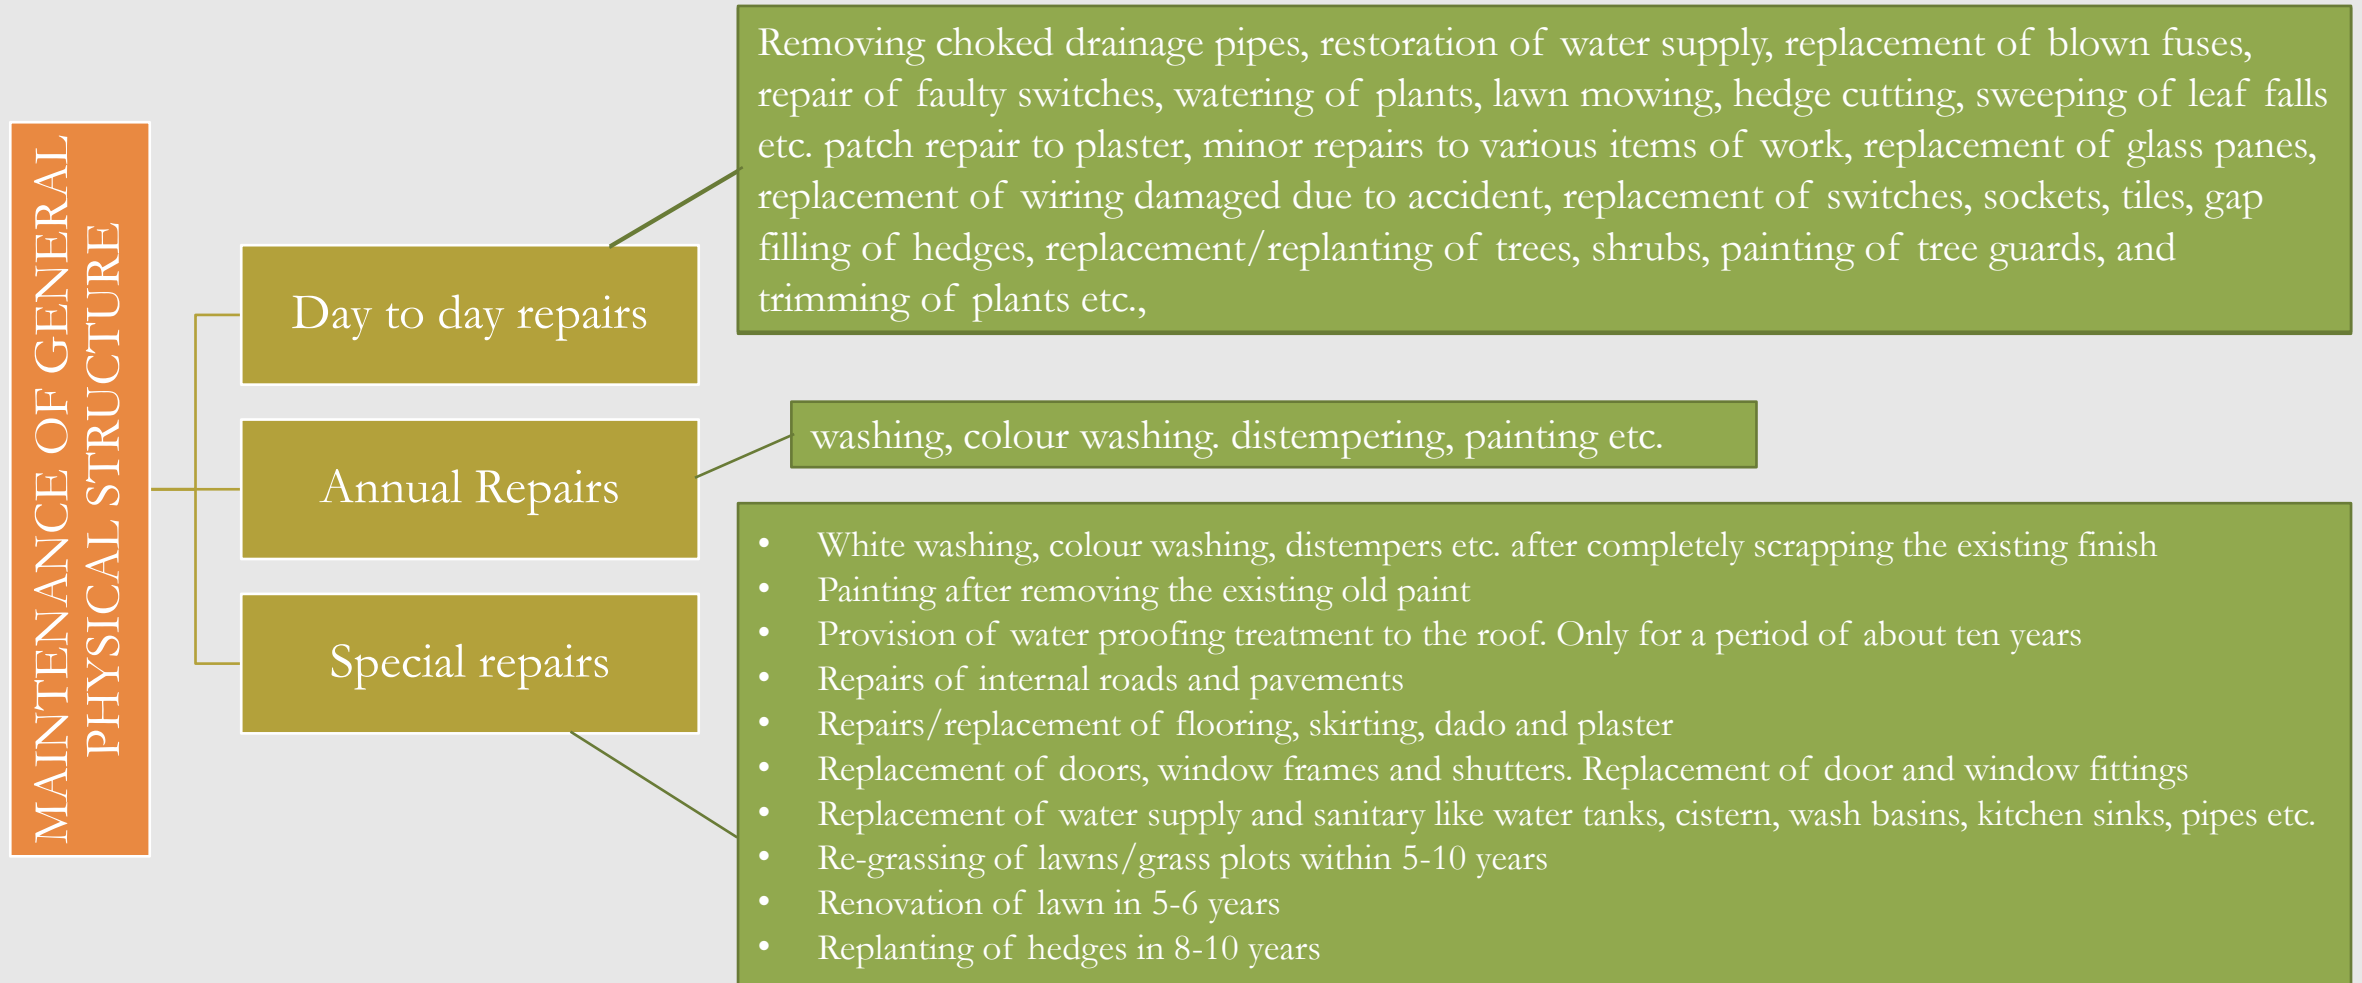 MAINTENANCE OF GENERAL
PHYSICAL STRUCTURE
Day to day repairs
Removing choked drainage pipes, restoration of water supply, replacement of blown fuses,
repair of faulty switches, watering of plants, lawn mowing, hedge cutting, sweeping of leaf falls
etc. patch repair to plaster, minor repairs to various items of work, replacement of glass panes,
replacement of wiring damaged due to accident, replacement of switches, sockets, tiles, gap
filling of hedges, replacement/replanting of trees, shrubs, painting of tree guards, and
trimming of plants etc.,
Annual Repairs
washing, colour washing. distempering, painting etc.
Special repairs
• White washing, colour washing, distempers etc. after completely scrapping the existing finish
• Painting after removing the existing old paint
• Provision of water proofing treatment to the roof. Only for a period of about ten years
• Repairs of internal roads and pavements
• Repairs/replacement of flooring, skirting, dado and plaster
• Replacement of doors, window frames and shutters. Replacement of door and window fittings
• Replacement of water supply and sanitary like water tanks, cistern, wash basins, kitchen sinks, pipes etc.
• Re-grassing of lawns/grass plots within 5-10 years
• Renovation of lawn in 5-6 years
• Replanting of hedges in 8-10 years